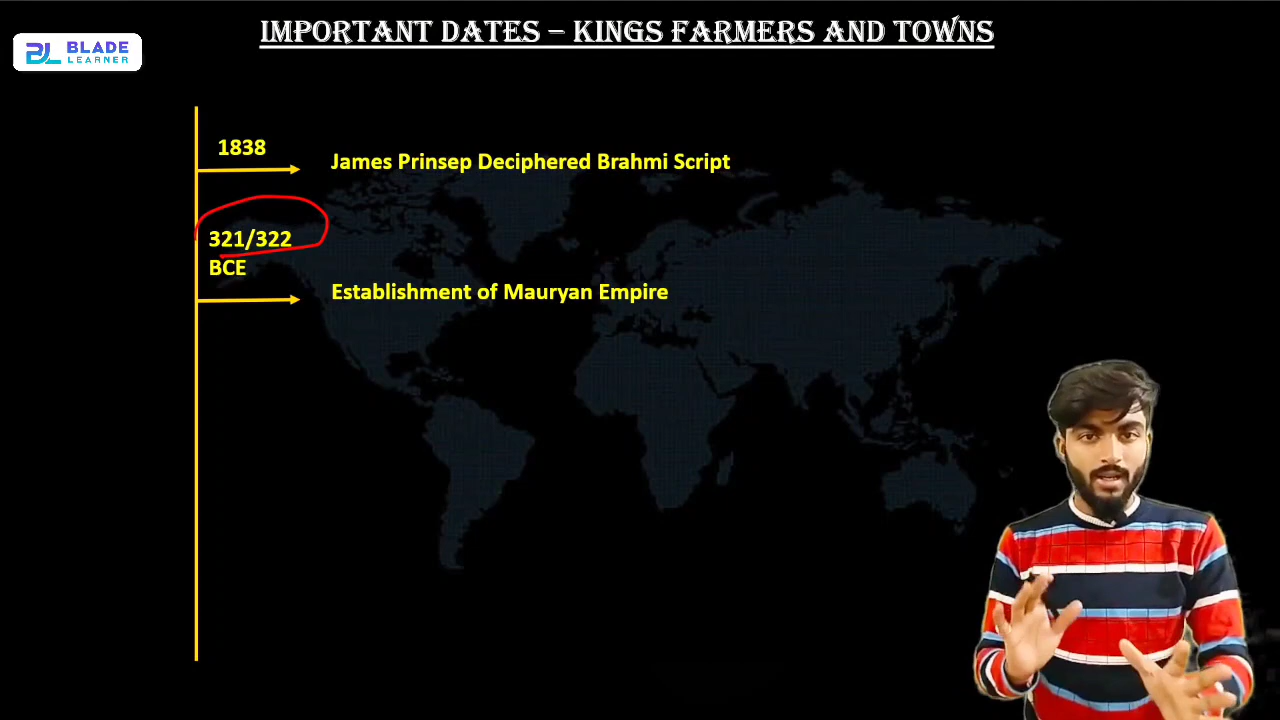 IMPORTANT DATES – KINGS FARMERS AND TOWNS
BLADE
LEARNER
1838
James Prinsep Deciphered Brahmi Script
321/322
BCE
Establishment of Mauryan Empire